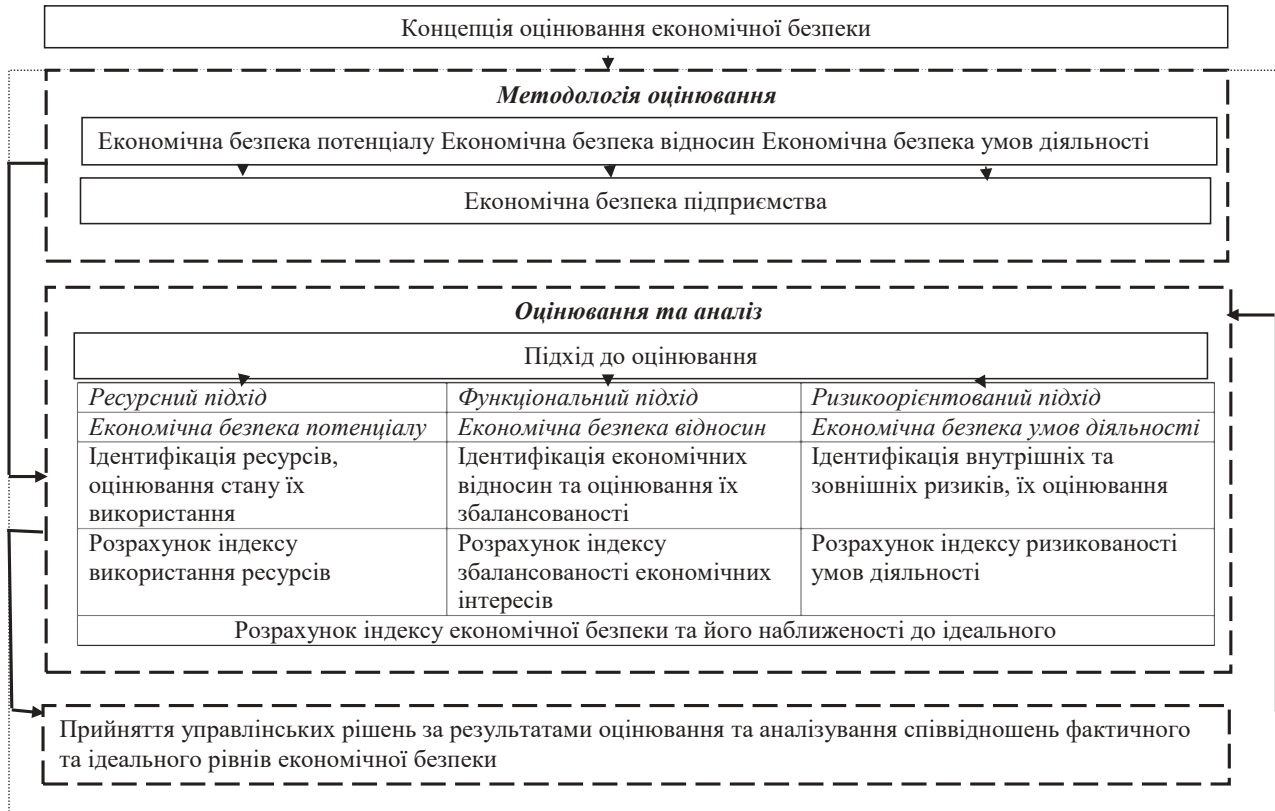 Концепція оцінювання економічної безпеки
Методологія оцінювання
Економічна безпека потенціалу Економічна безпека відносин Економічна безпека умов діяльності
Економічна безпека підприємства
Оцінювання та аналіз
Підхід до оцінювання
Ресурсний підхід
Функціональний підхід
Ризикоорієнтований підхід
Економічна безпека потенціалу
Економічна безпека відносин
Економічна безпека умов діяльності
Ідентифікація ресурсів,
оцінювання стану їх
використання
Ідентифікація економічних
відносин та оцінювання їх
збалансованості
Ідентифікація внутрішніх та
зовнішніх ризиків, їх оцінювання
Розрахунок індексу
використання ресурсів
Розрахунок індексу
збалансованості економічних
інтересів
Розрахунок індексу ризикованості
умов діяльності
Розрахунок індексу економічної безпеки та його наближеності до ідеального
Прийняття управлінських рішень за результатами оцінювання та аналізування співвідношень фактичного
та ідеального рівнів економічної безпеки